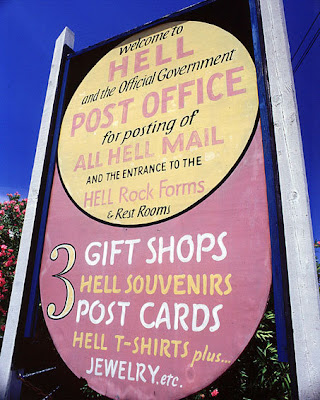 Welcome to
HELL
and the Official Government
POST OFFICE
for posting of
ALL HELL MAIL
AND THE ENTRANCE TO THE
HELL Rock Forms
& Rest Rooms
3 GIFT SHOPS
HELL SOUVENIRS
POST CARDS
HELL T-SHIRTS plus...
JEWELRY, etc.